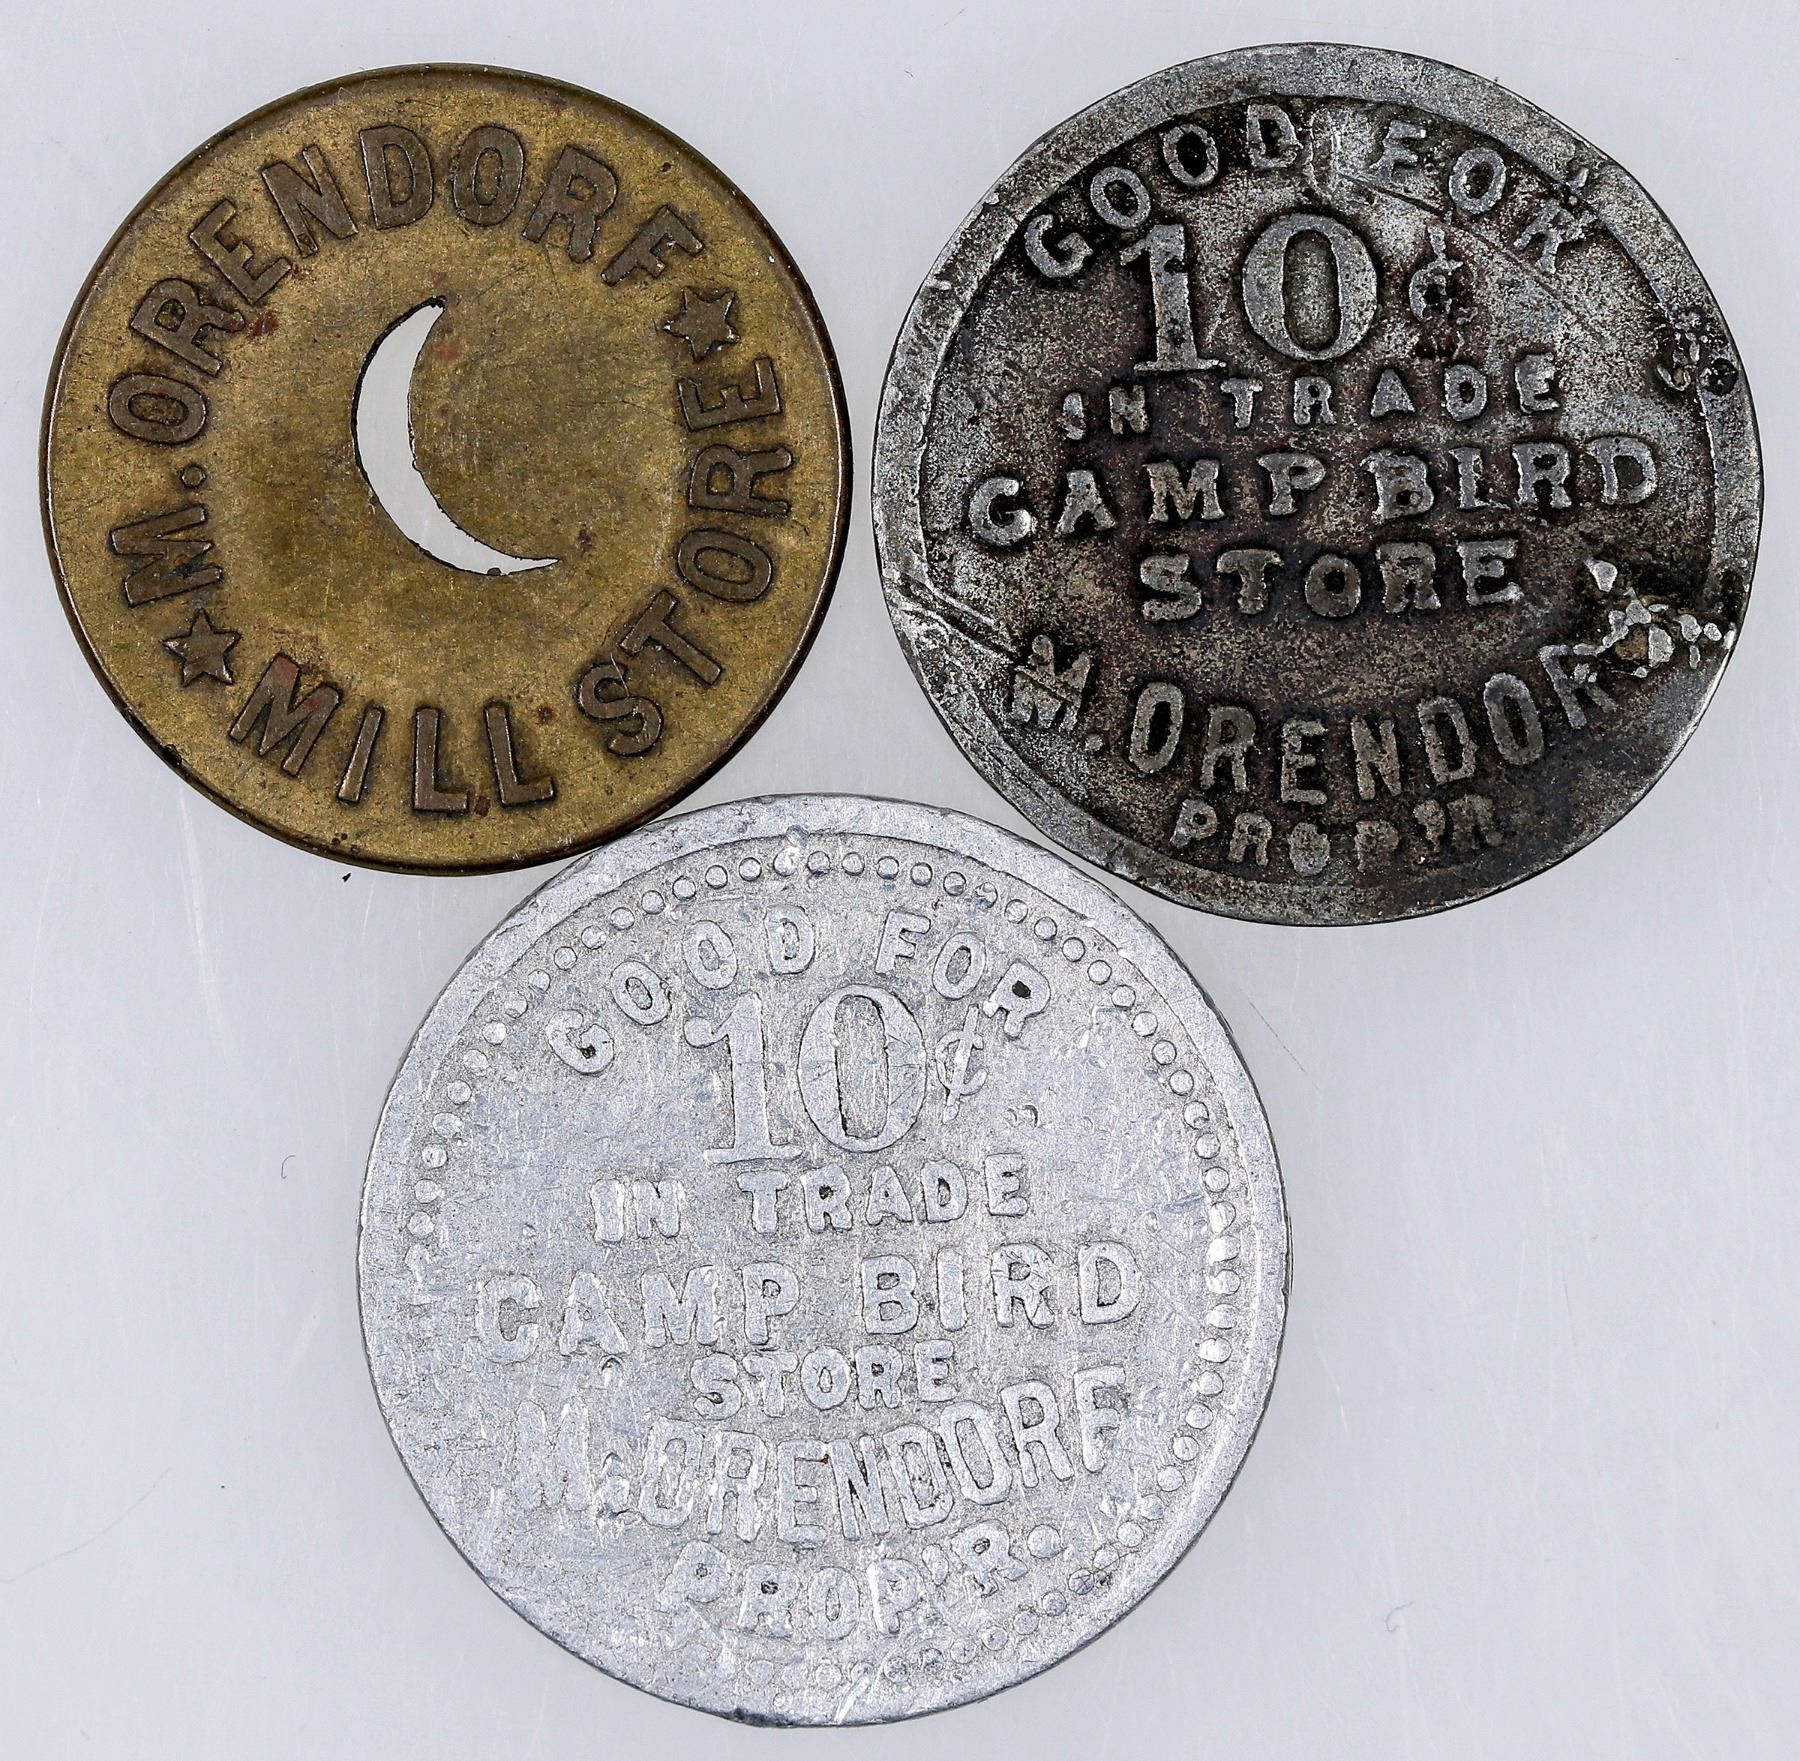 M. ORENDORF
★ MILL STORE ★
GOOD FOR
10¢
IN TRADE
CAMP BIRD
STORE
M. ORENDORF
PROP'R
GOOD FOR
10¢
IN TRADE
CAMP BIRD
STORE
M. ORENDORF
PROP'R.